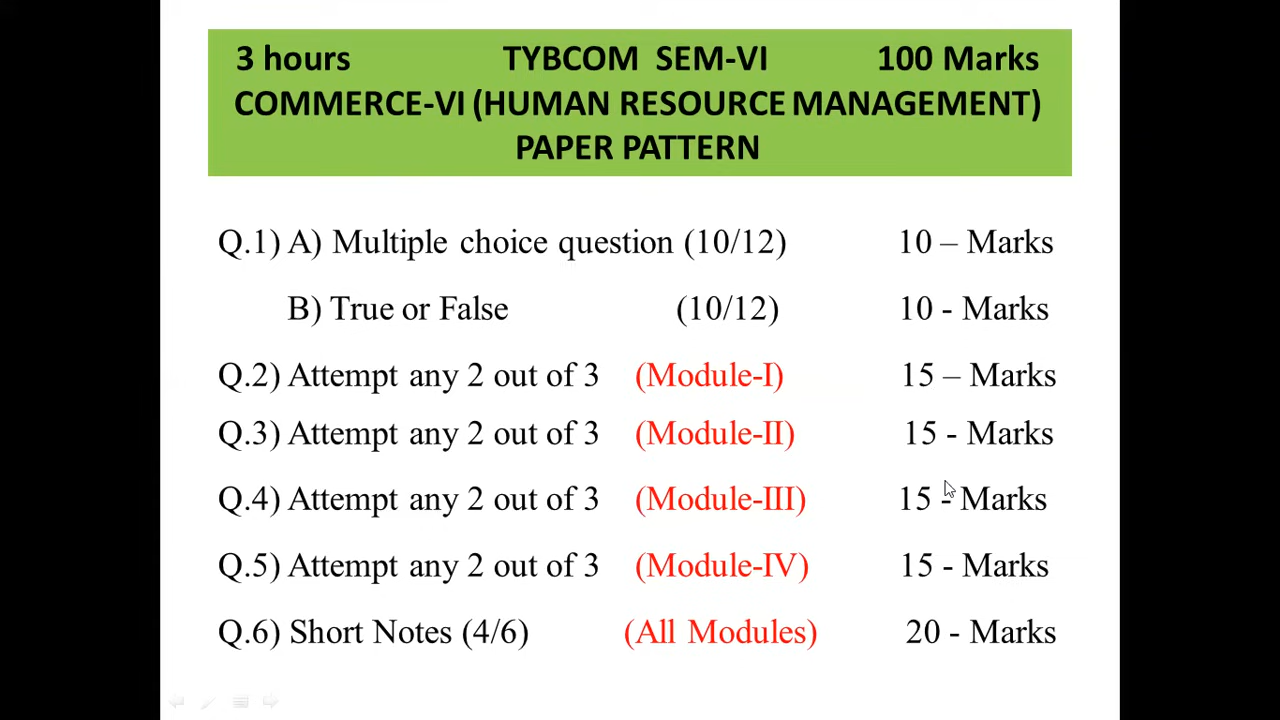 3 hours TYBCOM SEM-VI 100 Marks
COMMERCE-VI (HUMAN RESOURCE MANAGEMENT)
PAPER PATTERN
Q.1) A) Multiple choice question (10/12) 10 – Marks
B) True or False (10/12) 10 - Marks
Q.2) Attempt any 2 out of 3 (Module-I) 15 – Marks
Q.3) Attempt any 2 out of 3 (Module-II) 15 - Marks
Q.4) Attempt any 2 out of 3 (Module-III) 15 - Marks
Q.5) Attempt any 2 out of 3 (Module-IV) 15 - Marks
Q.6) Short Notes (4/6) (All Modules) 20 - Marks